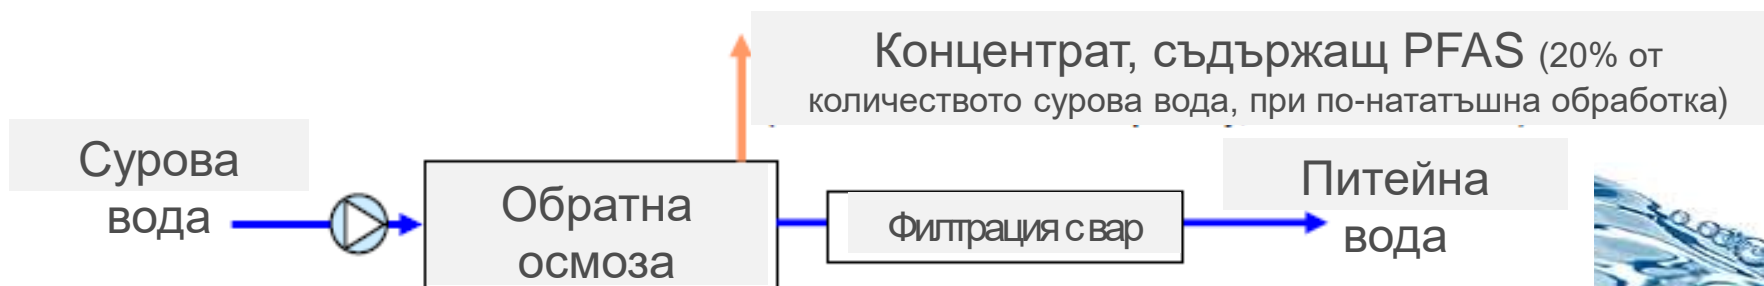 Концентрат, съдържащ PFAS (20% от
количеството сурова вода, при по-нататъшна обработка)
Сурова
вода
Обратна
осмоза
Филтрация с вар
Питейна
вода